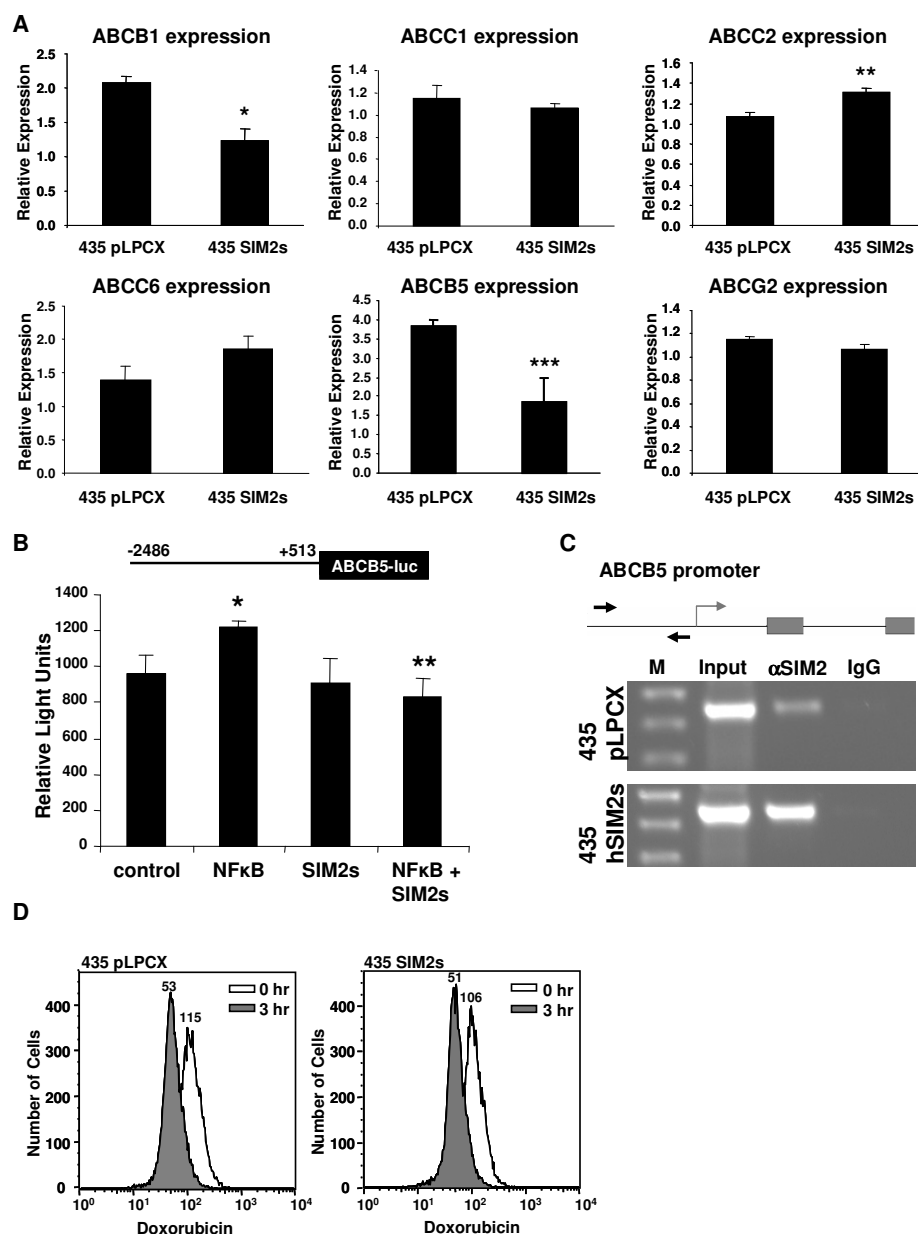 A
ABCB1 expression
Relative Expression
2.5
2.0
1.5
1.0
0.5
0.0
*
435 pLPCX 435 SIM2s
ABCC1 expression
Relative Expression
1.4
1.2
1.0
0.8
0.6
0.4
0.2
0.0
435 pLPCX 435 SIM2s
ABCC2 expression
Relative Expression
1.6
1.4
1.2
1.0
0.8
0.6
0.4
0.2
0.0
**
435 pLPCX 435 SIM2s
ABCC6 expression
Relative Expression
2.5
2.0
1.5
1.0
0.5
0.0
435 pLPCX 435 SIM2s
ABCB5 expression
Relative Expression
4.5
4.0
3.5
3.0
2.5
2.0
1.5
1.0
0.5
0.0
***
435 pLPCX 435 SIM2s
ABCG2 expression
Relative Expression
1.4
1.2
1.0
0.8
0.6
0.4
0.2
0.0
435 pLPCX 435 SIM2s
B
-2486 +513
ABCB5-luc
Relative Light Units
1400
1200
1000
800
600
400
200
0
*
**
control NFκB SIM2s NFκB +
SIM2s
C
ABCB5 promoter
M Input αSIM2 IgG
435
pLPCX
435
hSIM2s
D
435 pLPCX
Number of Cells
400
300
200
100
0
53
115
0 hr
3 hr
10⁰ 10¹ 10² 10³ 10⁴
Doxorubicin
435 SIM2s
Number of Cells
400
300
200
100
0
51
106
0 hr
3 hr
10⁰ 10¹ 10² 10³ 10⁴
Doxorubicin